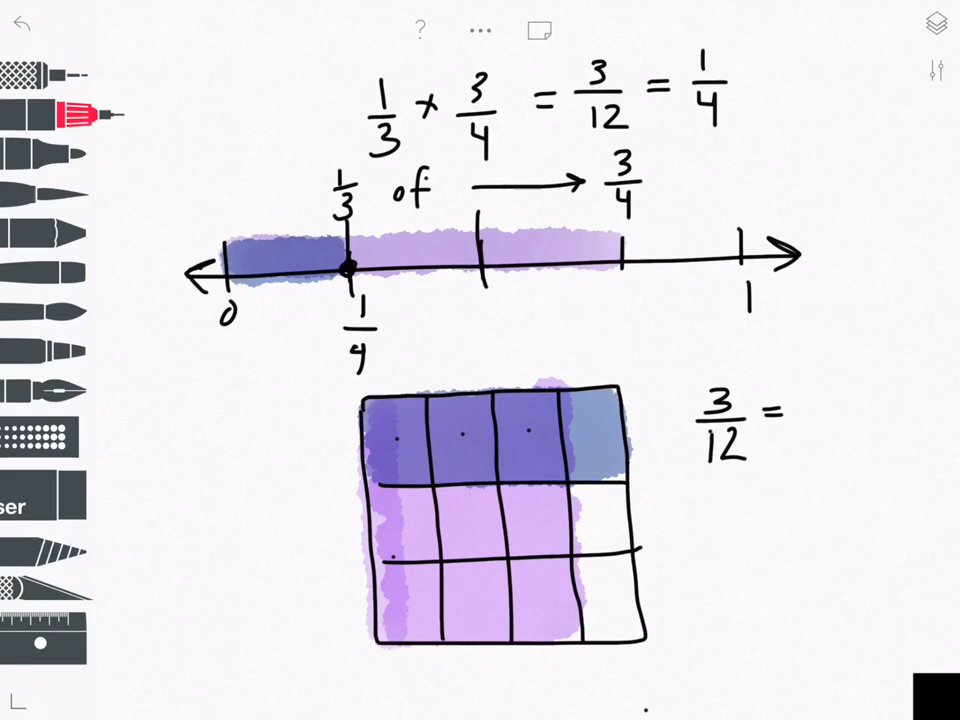 ?
1/3 × 3/4 = 3/12 = 1/4
1/3 of → 3/4
0 1/4 1
3/12 =
ser